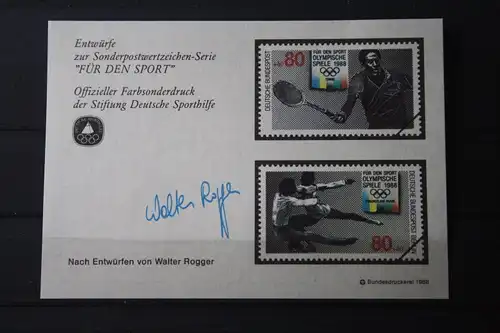 Entwürfe
zur Sonderpostwertzeichen-Serie
"FÜR DEN SPORT"
Offizieller Farbsonderdruck
der Stiftung Deutsche Sporthilfe
Walter Rogger
Nach Entwürfen von Walter Rogger
DEUTSCHE BUNDESPOST
80
FÜR DEN SPORT
OLYMPISCHE
SPIELE 1988
FÜR DEN SPORT
OLYMPISCHE
SPIELE 1988
80
DEUTSCHE BUNDESPOST BERLIN
Bundesdruckerei 1988